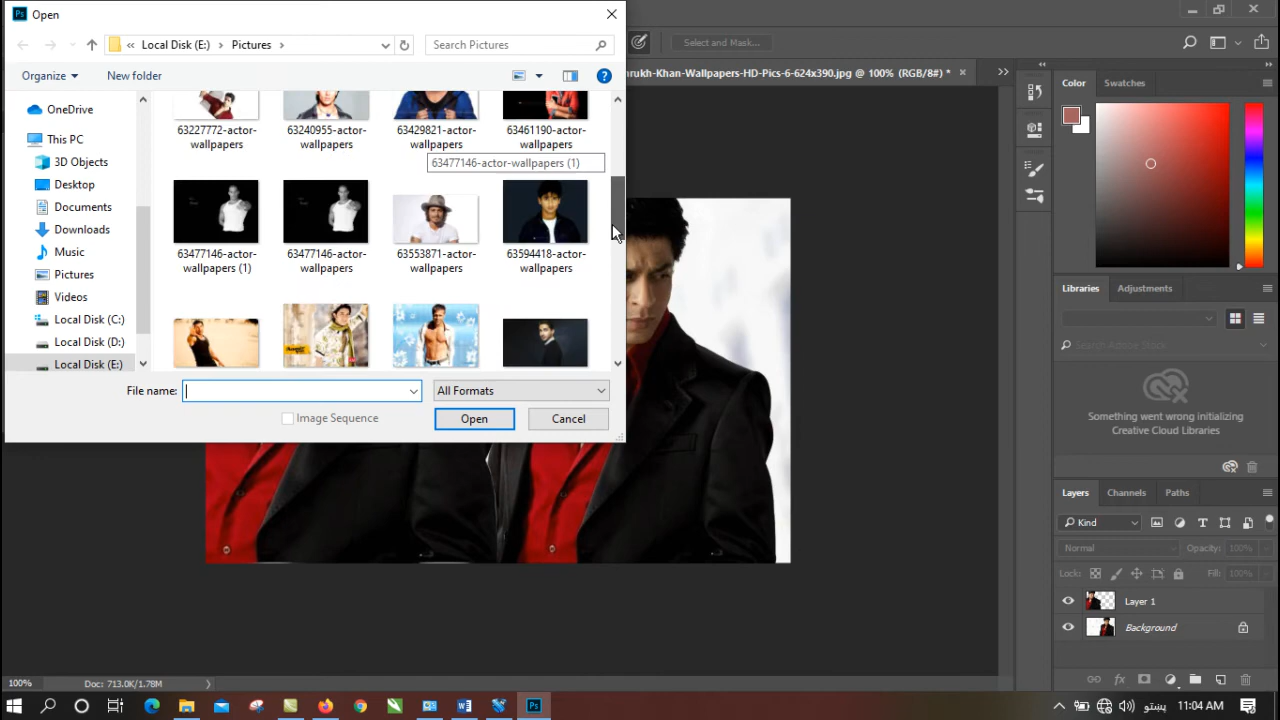 Open
Local Disk (E:)
Pictures
Search Pictures
Select and Mask...
rukh-Khan-Wallpapers-HD-Pics-6-624x390.jpg @ 100% (RGB/8#) *
Organize
New folder
OneDrive
This PC
3D Objects
Desktop
Documents
Downloads
Music
Pictures
Videos
Local Disk (C:)
Local Disk (D:)
Local Disk (E:)
63227772-actor-
wallpapers
63240955-actor-
wallpapers
63429821-actor-
wallpapers
63461190-actor-
wallpapers
63477146-actor-wallpapers (1)
63477146-actor-
wallpapers (1)
63477146-actor-
wallpapers
63553871-actor-
wallpapers
63594418-actor-
wallpapers
File name:
All Formats
Image Sequence
Open
Cancel
Color
Swatches
Libraries
Adjustments
Search Adobe Stock
Something went wrong initializing
Creative Cloud Libraries
Layers
Channels
Paths
Kind
Normal
Opacity: 100%
Lock:
Fill: 100%
Layer 1
Background
100%
Doc: 713.0K/1.78M
پښتو
11:04 AM